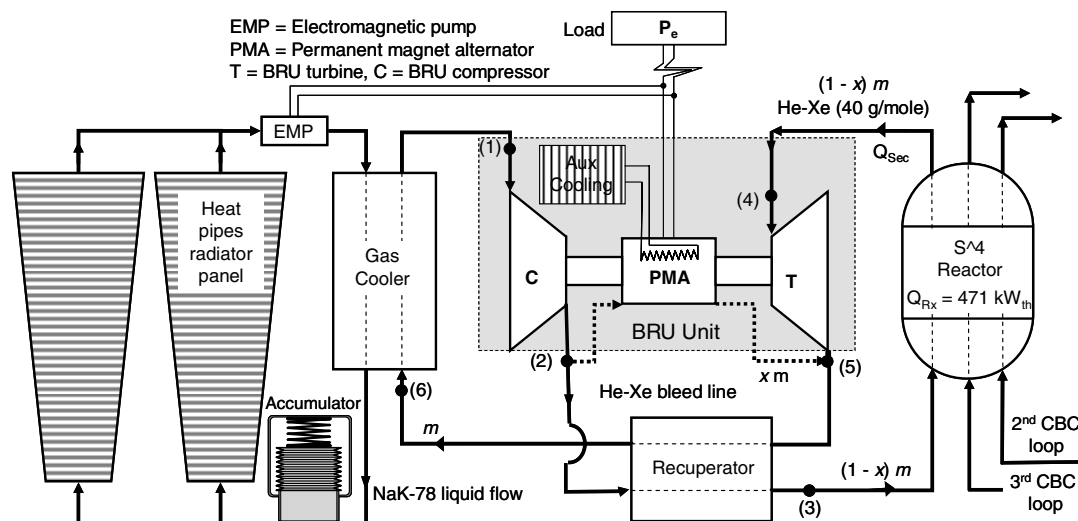 EMP = Electromagnetic pump
PMA = Permanent magnet alternator
T = BRU turbine, C = BRU compressor
Load
Pe
(1 - x) m
He-Xe (40 g/mole)
QSec
EMP
(1)
Aux
Cooling
(4)
Heat
pipes
radiator
panel
Gas
Cooler
C
PMA
T
S^4
Reactor
QRx = 471 kWth
BRU Unit
(2)
(5)
x m
He-Xe bleed line
(6)
Accumulator
m
Recuperator
(1 - x) m
(3)
2nd CBC
loop
3rd CBC
loop
NaK-78 liquid flow